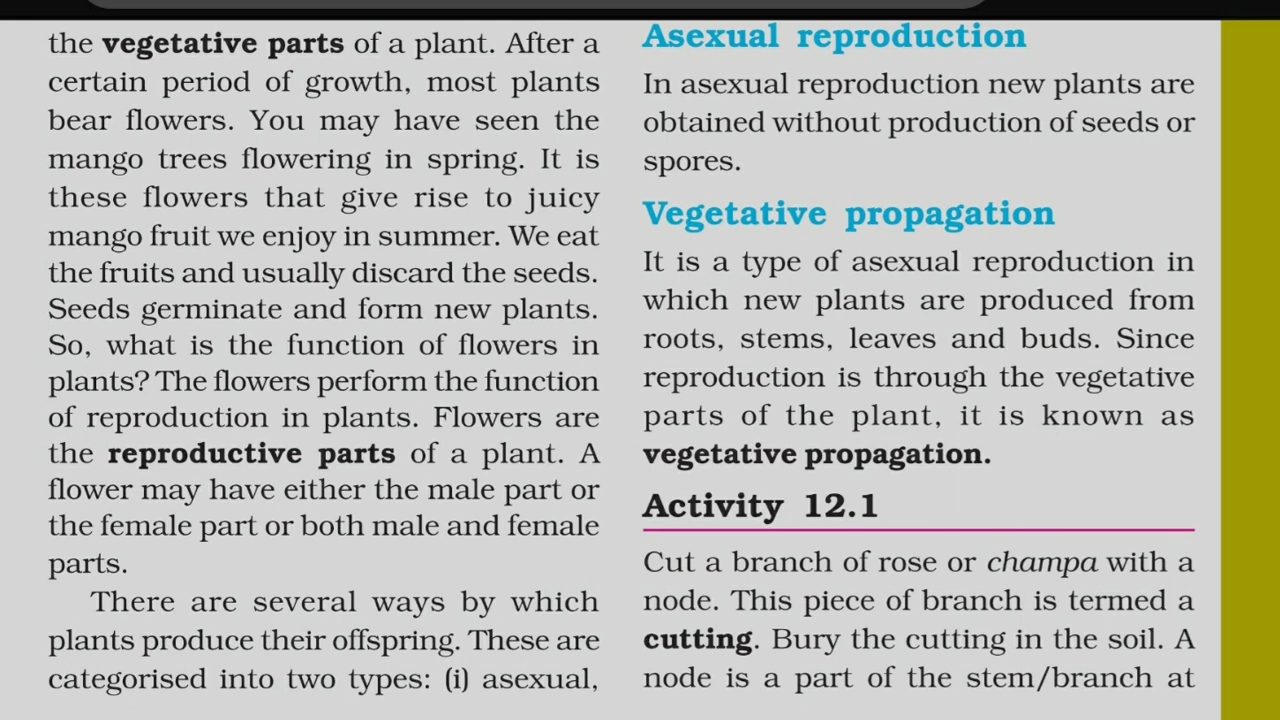 the vegetative parts of a plant. After a
certain period of growth, most plants
bear flowers. You may have seen the
mango trees flowering in spring. It is
these flowers that give rise to juicy
mango fruit we enjoy in summer. We eat
the fruits and usually discard the seeds.
Seeds germinate and form new plants.
So, what is the function of flowers in
plants? The flowers perform the function
of reproduction in plants. Flowers are
the reproductive parts of a plant. A
flower may have either the male part or
the female part or both male and female
parts.
There are several ways by which
plants produce their offspring. These are
categorised into two types: (i) asexual,
Asexual reproduction
In asexual reproduction new plants are
obtained without production of seeds or
spores.
Vegetative propagation
It is a type of asexual reproduction in
which new plants are produced from
roots, stems, leaves and buds. Since
reproduction is through the vegetative
parts of the plant, it is known as
vegetative propagation.
Activity 12.1
Cut a branch of rose or champa with a
node. This piece of branch is termed a
cutting. Bury the cutting in the soil. A
node is a part of the stem/branch at